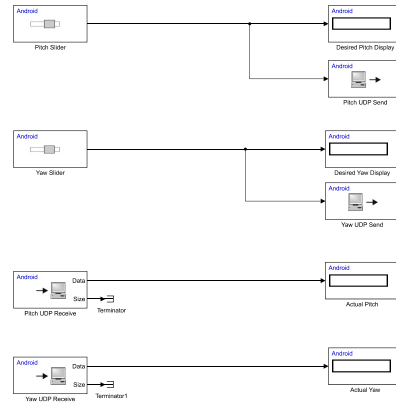 Android
Android
Pitch Slider
Desired Pitch Display
Android
Pitch UDP Send
Android
Android
Yaw Slider
Desired Yaw Display
Android
Yaw UDP Send
Android
Data
Size
Pitch UDP Receive
Terminator
Android
Actual Pitch
Android
Data
Size
Yaw UDP Receive
Terminator1
Android
Actual Yaw